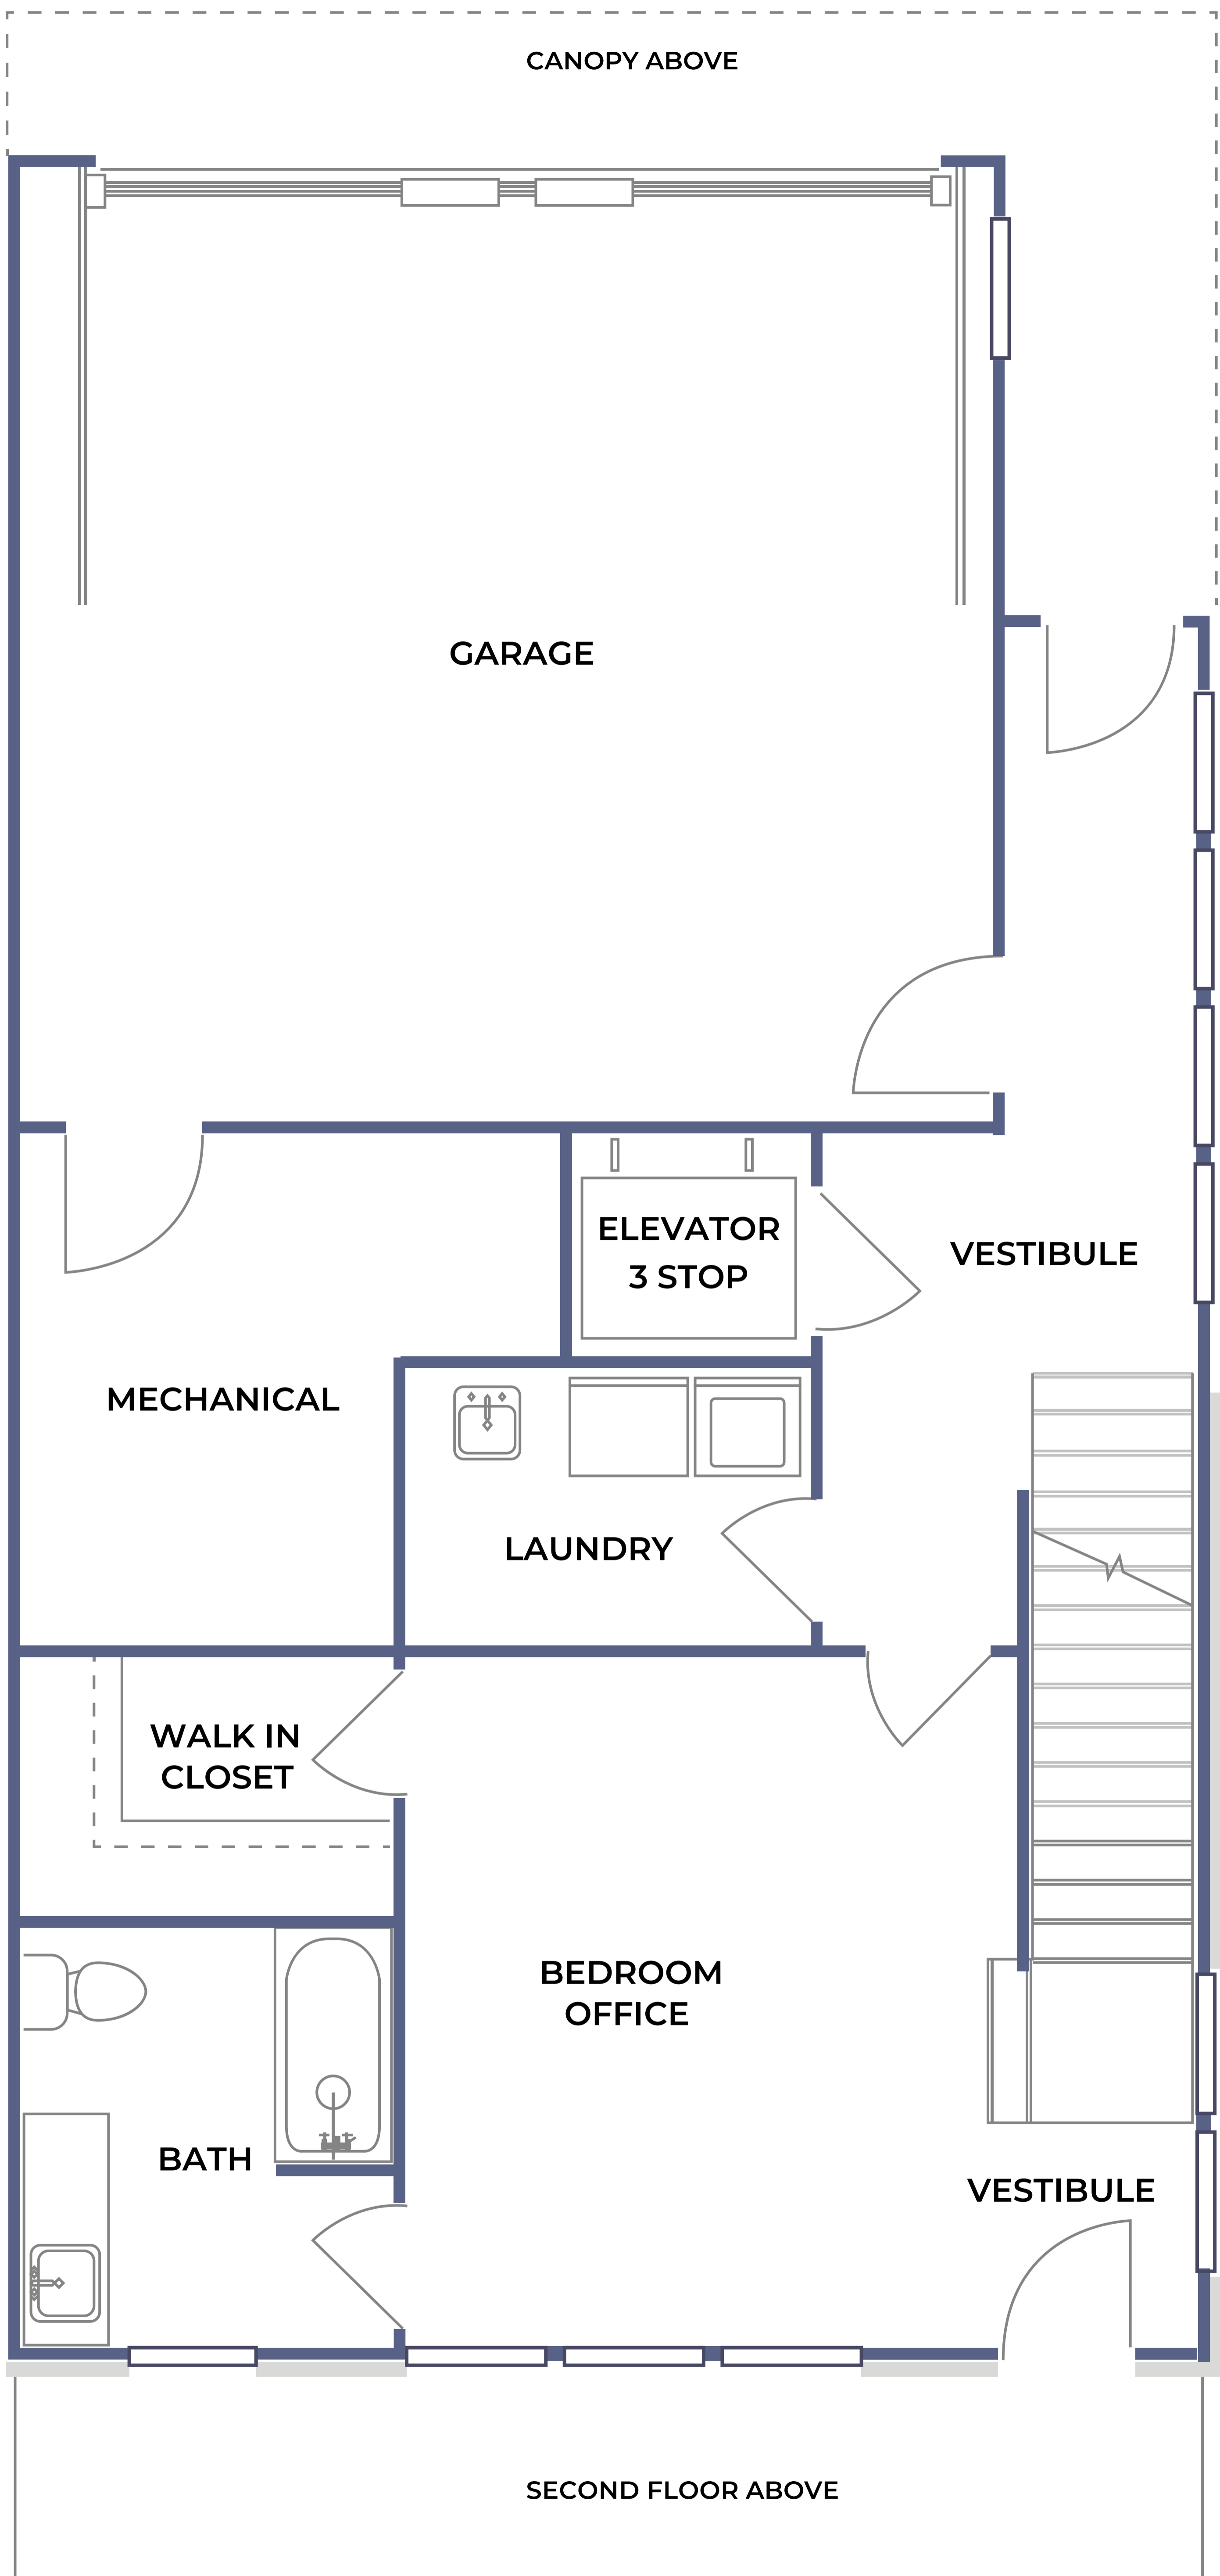 CANOPY ABOVE
GARAGE
ELEVATOR
3 STOP
VESTIBULE
MECHANICAL
LAUNDRY
WALK IN
CLOSET
BEDROOM
OFFICE
BATH
VESTIBULE
SECOND FLOOR ABOVE